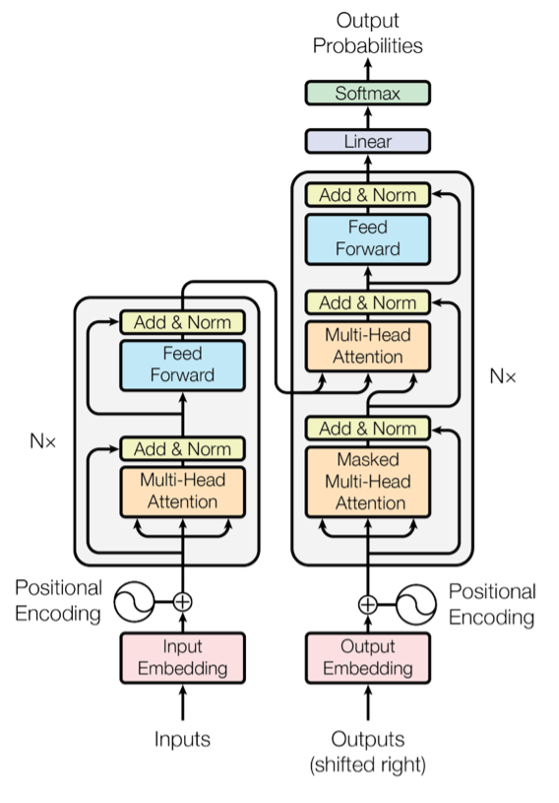 Output
Probabilities
Softmax
Linear
Add & Norm
Feed
Forward
Add & Norm
Multi-Head
Attention
N×
Add & Norm
Masked
Multi-Head
Attention
Add & Norm
Feed
Forward
N×
Add & Norm
Multi-Head
Attention
Positional
Encoding
Positional
Encoding
Input
Embedding
Output
Embedding
Inputs
Outputs
(shifted right)